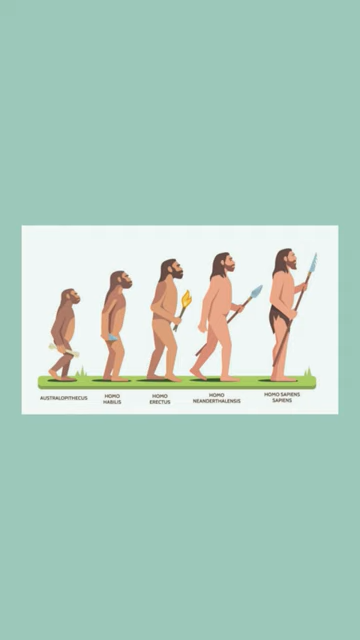 AUSTRALOPITHECUS
HOMO
HABILIS
HOMO
ERECTUS
HOMO
NEANDERTHALENSIS
HOMO SAPIENS
SAPIENS